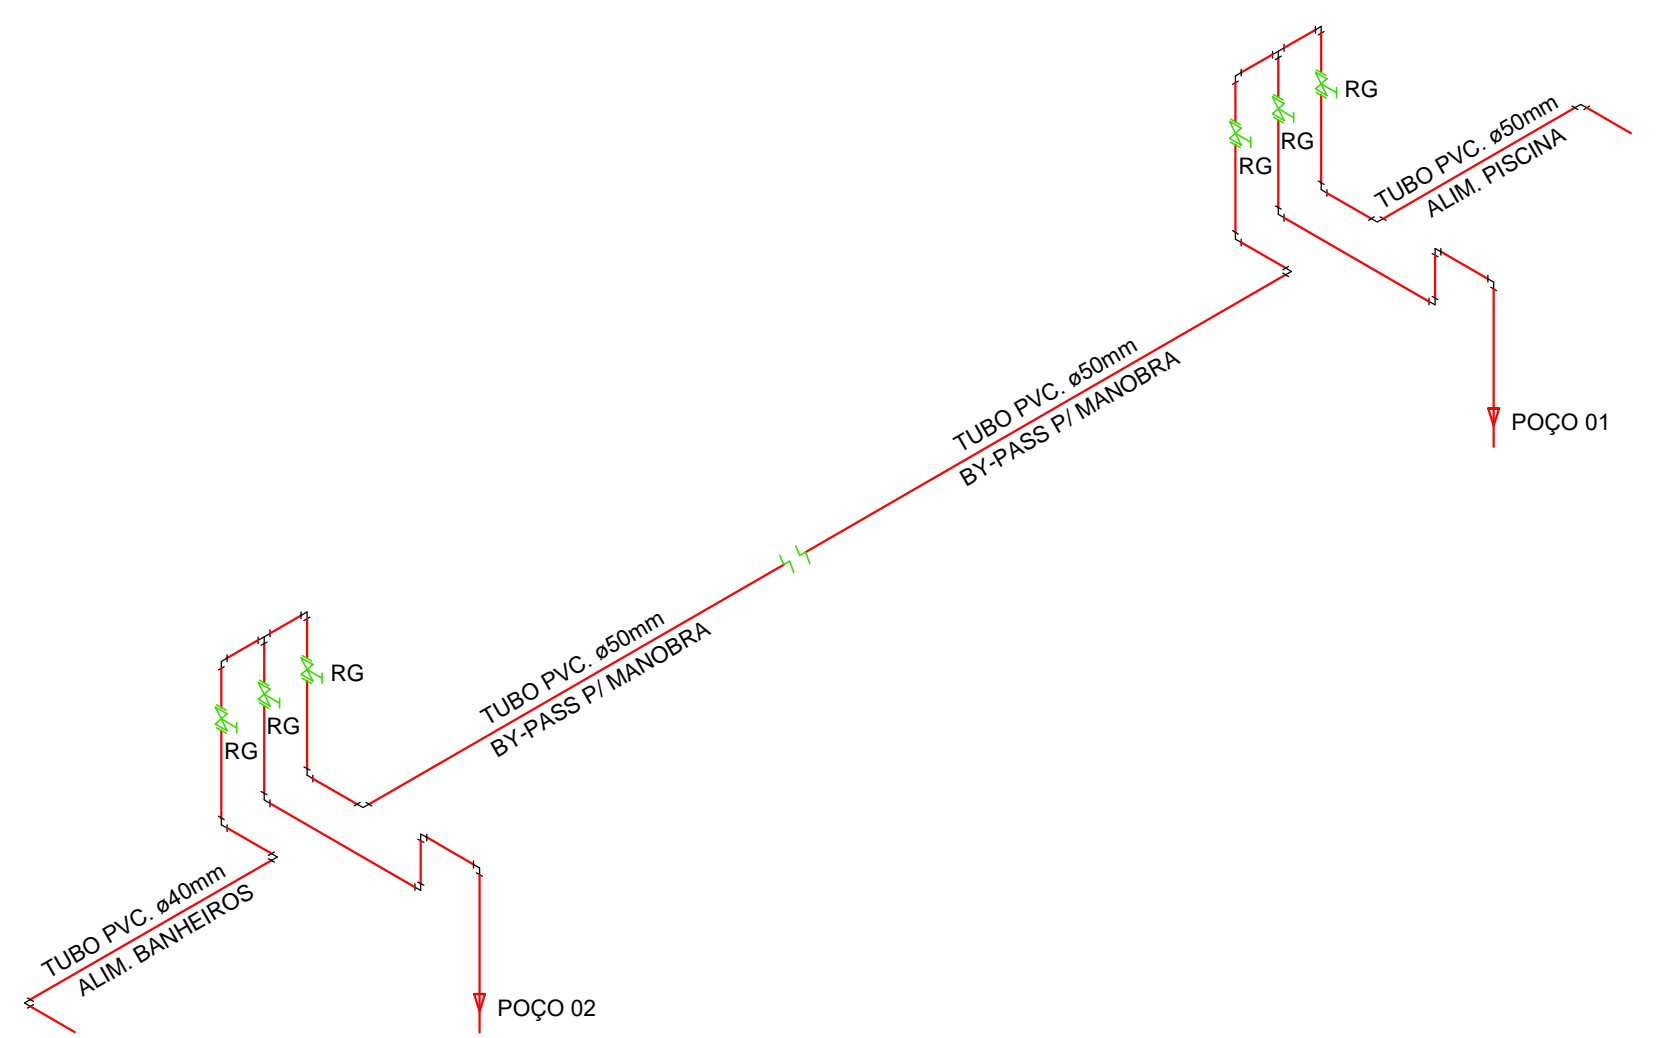 RG
RG
RG
TUBO PVC. ø50mm
ALIM. PISCINA
TUBO PVC. ø50mm
BY-PASS P/ MANOBRA
POÇO 01
TUBO PVC. ø50mm
BY-PASS P/ MANOBRA
RG
RG
RG
TUBO PVC. ø40mm
ALIM. BANHEIROS
POÇO 02